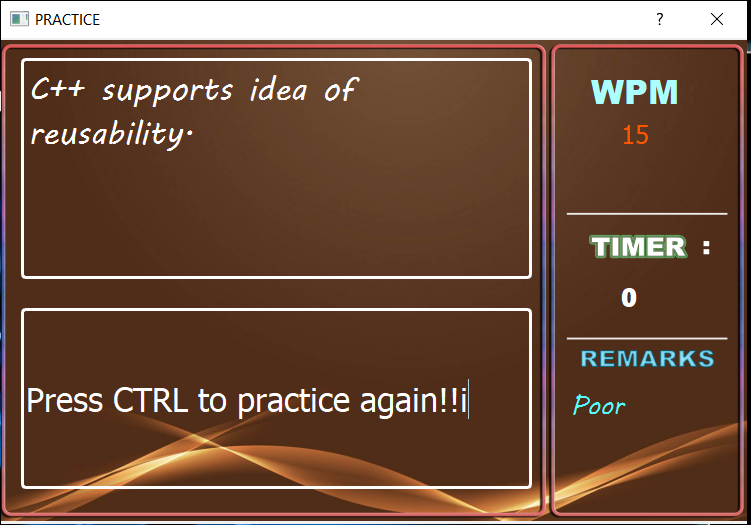 PRACTICE
?
C++ supports idea of
reusability.
Press CTRL to practice again!!i
WPM
15
TIMER :
0
REMARKS
Poor